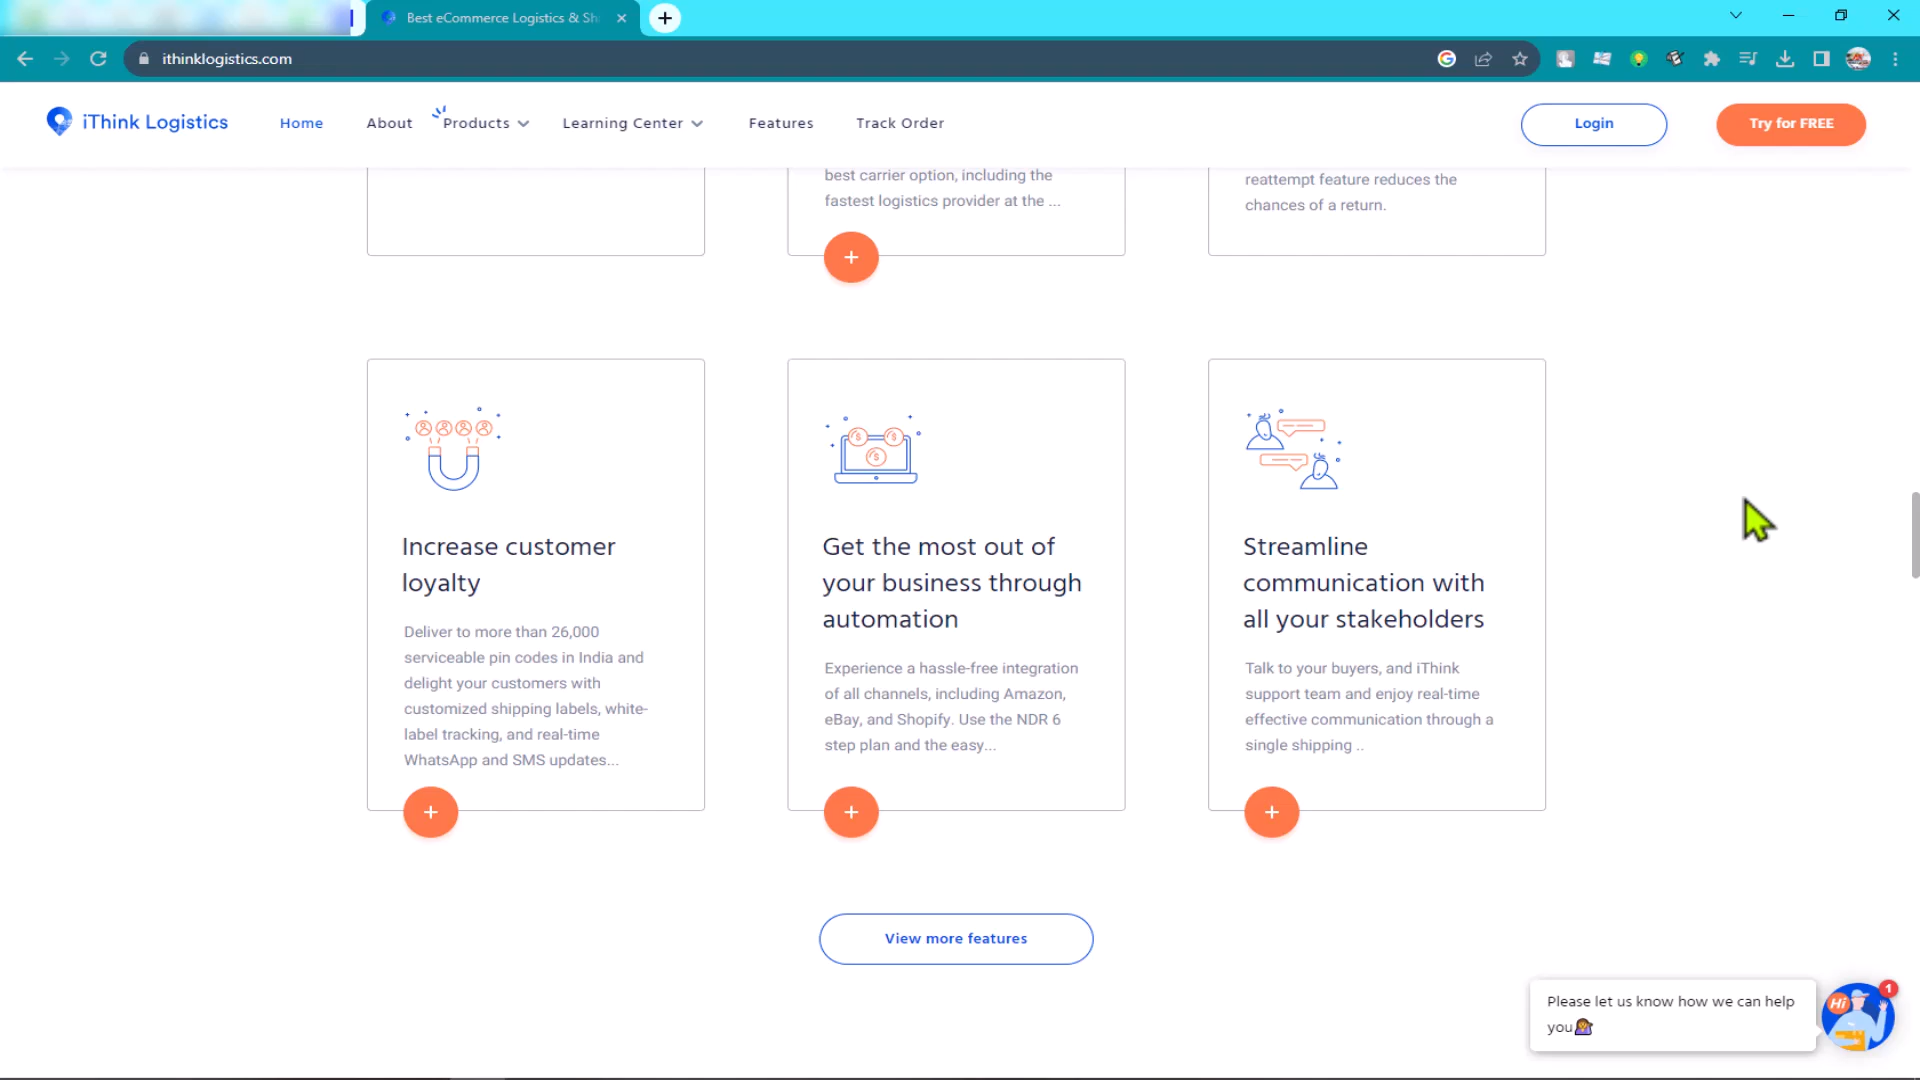 Best eCommerce Logistics & Sh
ithinklogistics.com
iThink Logistics
Home
About
Products
Learning Center
Features
Track Order
Login
Try for FREE
best carrier option, including the
fastest logistics provider at the ...
+
reattempt feature reduces the
chances of a return.
Increase customer
loyalty
Deliver to more than 26,000
serviceable pin codes in India and
delight your customers with
customized shipping labels, white-
label tracking, and real-time
WhatsApp and SMS updates...
+
Get the most out of
your business through
automation
Experience a hassle-free integration
of all channels, including Amazon,
eBay, and Shopify. Use the NDR 6
step plan and the easy...
+
Streamline
communication with
all your stakeholders
Talk to your buyers, and iThink
support team and enjoy real-time
effective communication through a
single shipping ..
+
View more features
Please let us know how we can help
you
Hi
1